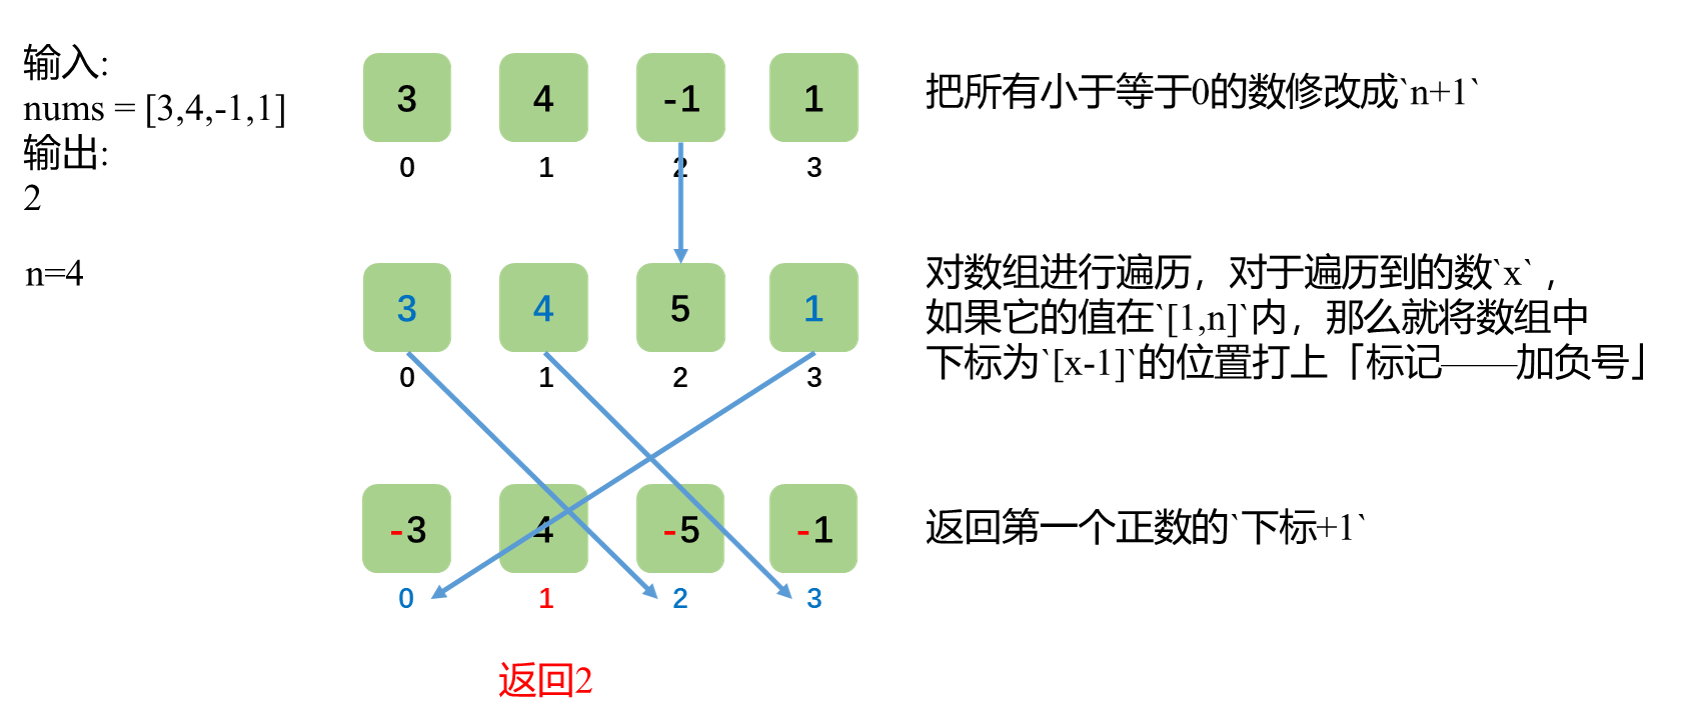 输入:
nums = [3,4,-1,1]
输出:
2
n=4
3 4 -1 1
0 1 2 3
把所有小于等于0的数修改成`n+1`
3 4 5 1
0 1 2 3
对数组进行遍历，对于遍历到的数`x`，
如果它的值在`[1,n]`内，那么就将数组中
下标为`[x-1]`的位置打上「标记——加负号」
-3 4 -5 -1
0 1 2 3
返回第一个正数的`下标+1`
返回2